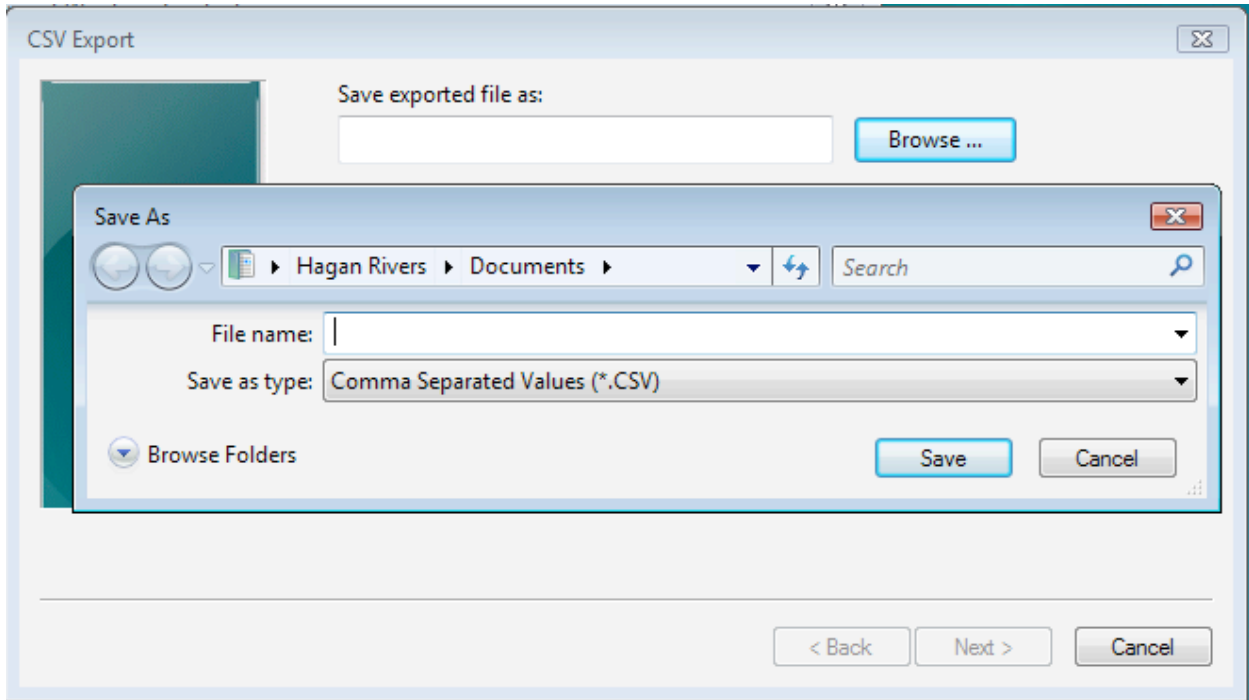 CSV Export
Save exported file as:
Browse ...
Save As
Hagan Rivers Documents
Search
File name:
Save as type: Comma Separated Values (*.CSV)
Browse Folders
Save Cancel
< Back Next > Cancel